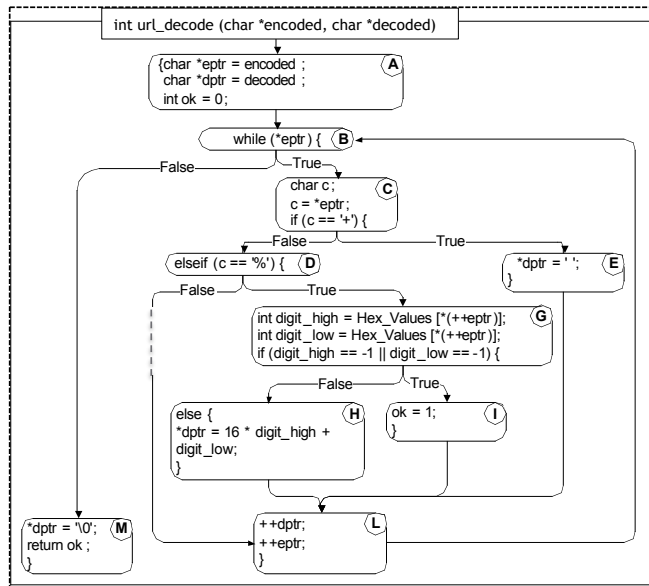 int url_decode (char *encoded, char *decoded)
{char *eptr = encoded ;
char *dptr = decoded ;
int ok = 0;
A
while (*eptr) {
B
False
True
char c;
c = *eptr;
if (c == '+') {
C
False
True
elseif (c == '%') {
D
*dptr = ' ';
}
E
False
True
int digit_high = Hex_Values [*(++eptr)];
int digit_low = Hex_Values [*(++eptr)];
if (digit_high == -1 || digit_low == -1) {
G
False
True
else {
*dptr = 16 * digit_high +
digit_low;
}
H
ok = 1;
}
I
*dptr = '\0';
return ok ;
}
M
++dptr;
++eptr;
}
L